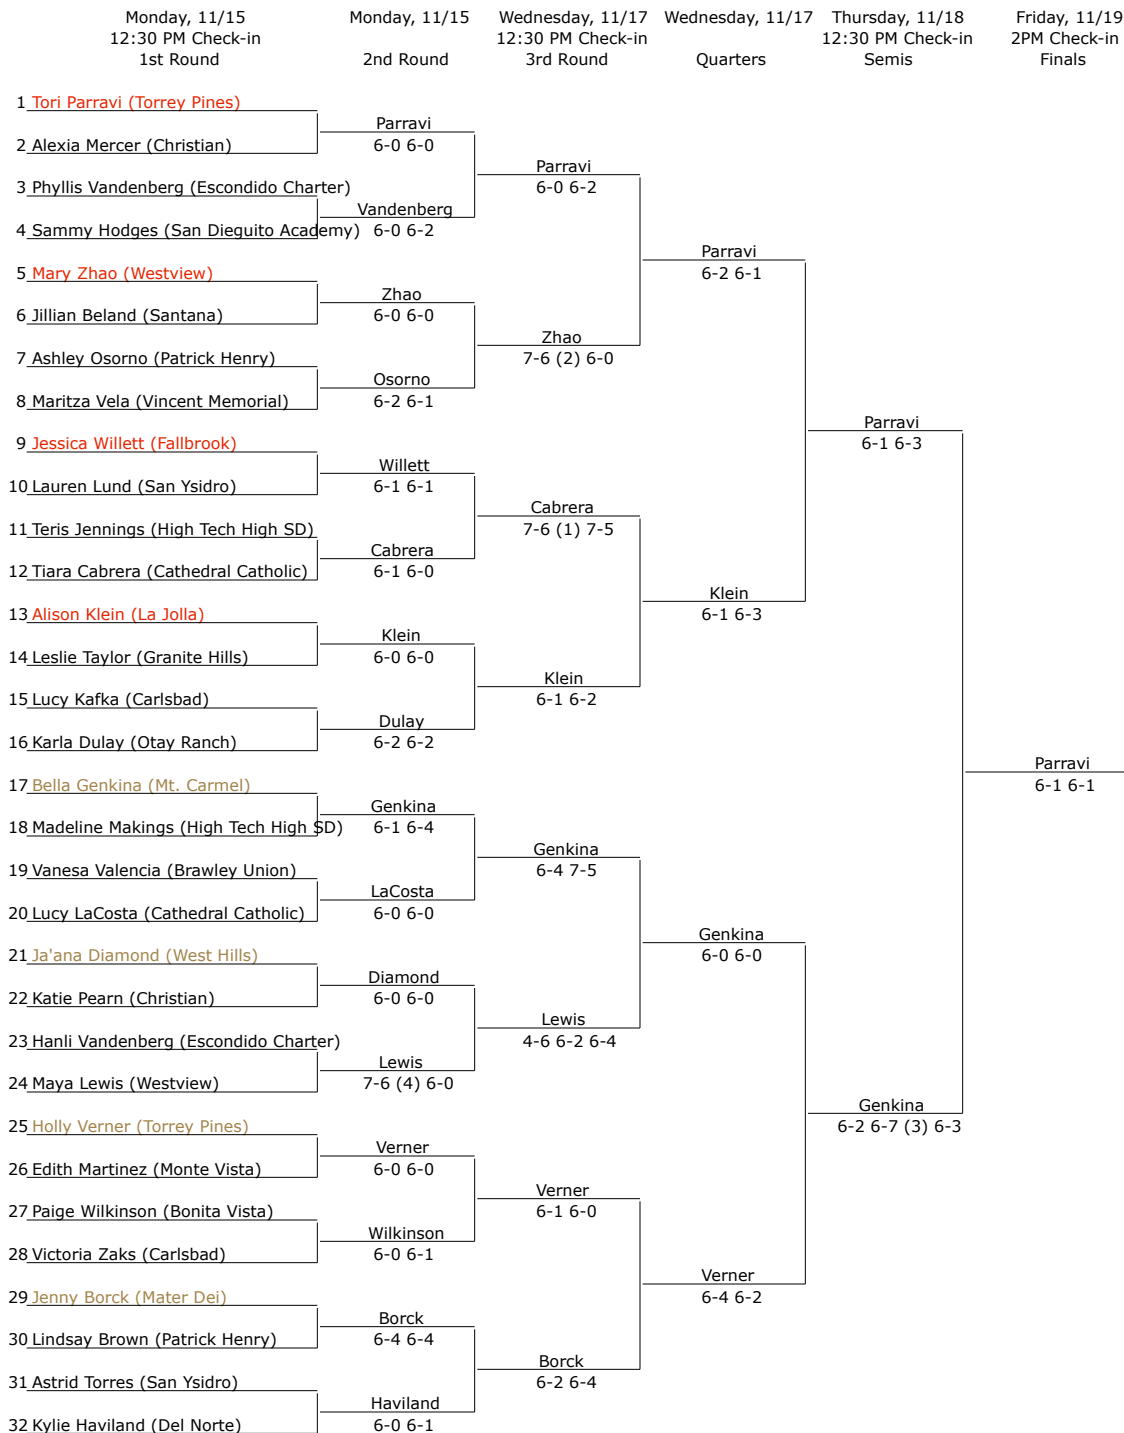 Monday, 11/15 Monday, 11/15 Wednesday, 11/17 Wednesday, 11/17 Thursday, 11/18 Friday, 11/19
12:30 PM Check-in 12:30 PM Check-in 12:30 PM Check-in 2PM Check-in
1st Round 2nd Round 3rd Round Quarters Semis Finals
1 Tori Parravi (Torrey Pines)
Parravi
2 Alexia Mercer (Christian) 6-0 6-0
Parravi
3 Phyllis Vandenberg (Escondido Charter) 6-0 6-2
Vandenberg
4 Sammy Hodges (San Dieguito Academy) 6-0 6-2
Parravi
5 Mary Zhao (Westview) 6-2 6-1
Zhao
6 Jillian Beland (Santana) 6-0 6-0
Zhao
7 Ashley Osorno (Patrick Henry) 7-6 (2) 6-0
Osorno
8 Maritza Vela (Vincent Memorial) 6-2 6-1
Parravi
9 Jessica Willett (Fallbrook) 6-1 6-3
Willett
10 Lauren Lund (San Ysidro) 6-1 6-1
Cabrera
11 Teris Jennings (High Tech High SD) 7-6 (1) 7-5
Cabrera
12 Tiara Cabrera (Cathedral Catholic) 6-1 6-0
Klein
13 Alison Klein (La Jolla) 6-1 6-3
Klein
14 Leslie Taylor (Granite Hills) 6-0 6-0
Klein
15 Lucy Kafka (Carlsbad) 6-1 6-2
Dulay
16 Karla Dulay (Otay Ranch) 6-2 6-2
Parravi
17 Bella Genkina (Mt. Carmel) 6-1 6-1
Genkina
18 Madeline Makings (High Tech High SD) 6-1 6-4
Genkina
19 Vanesa Valencia (Brawley Union) 6-4 7-5
LaCosta
20 Lucy LaCosta (Cathedral Catholic) 6-0 6-0
Genkina
21 Ja'ana Diamond (West Hills) 6-0 6-0
Diamond
22 Katie Pearn (Christian) 6-0 6-0
Lewis
23 Hanli Vandenberg (Escondido Charter) 4-6 6-2 6-4
Lewis
24 Maya Lewis (Westview) 7-6 (4) 6-0
Genkina
25 Holly Verner (Torrey Pines) 6-2 6-7 (3) 6-3
Verner
26 Edith Martinez (Monte Vista) 6-0 6-0
Verner
27 Paige Wilkinson (Bonita Vista) 6-1 6-0
Wilkinson
28 Victoria Zaks (Carlsbad) 6-0 6-1
Verner
29 Jenny Borck (Mater Dei) 6-4 6-2
Borck
30 Lindsay Brown (Patrick Henry) 6-4 6-4
Borck
31 Astrid Torres (San Ysidro) 6-2 6-4
Haviland
32 Kylie Haviland (Del Norte) 6-0 6-1